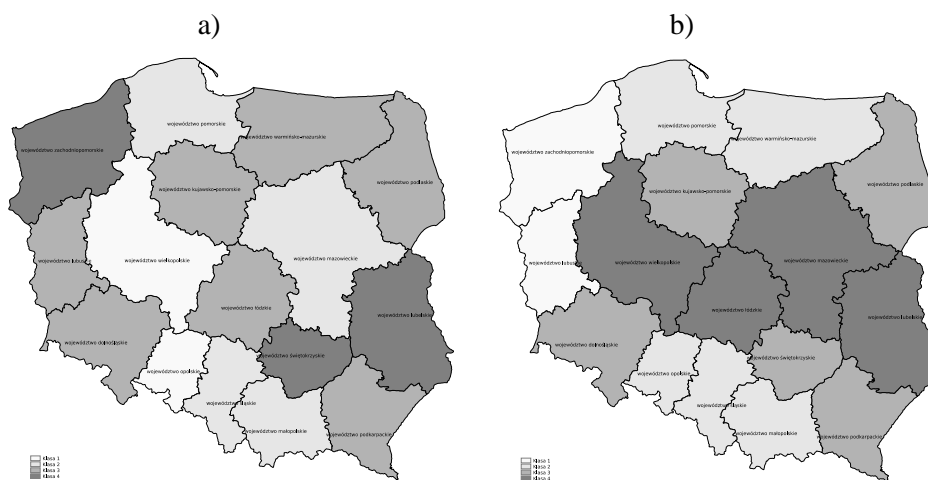 a)
województwo pomorskie
województwo warmińsko-mazurskie
województwo zachodniopomorskie
województwo podlaskie
województwo kujawsko-pomorskie
województwo mazowieckie
województwo lubus
województwo wielkopolskie
województwo łódzkie
województwo lubelskie
województwo dolnośląskie
województwo świętokrzyskie
województwo opolskie
województwo śląskie
województwo małopolskie
województwo podkarpackie
Klasa 1
Klasa 2
Klasa 3
Klasa 4
b)
województwo pomorskie
województwo warmińsko-mazurskie
województwo zachodniopomorskie
województwo podlaskie
województwo kujawsko-pomorskie
województwo mazowieckie
województwo lubus
województwo wielkopolskie
województwo łódzkie
województwo lubelskie
województwo dolnośląskie
województwo świętokrzyskie
województwo opolskie
województwo śląskie
województwo małopolskie
województwo podkarpackie
Klasa 1
Klasa 2
Klasa 3
Klasa 4